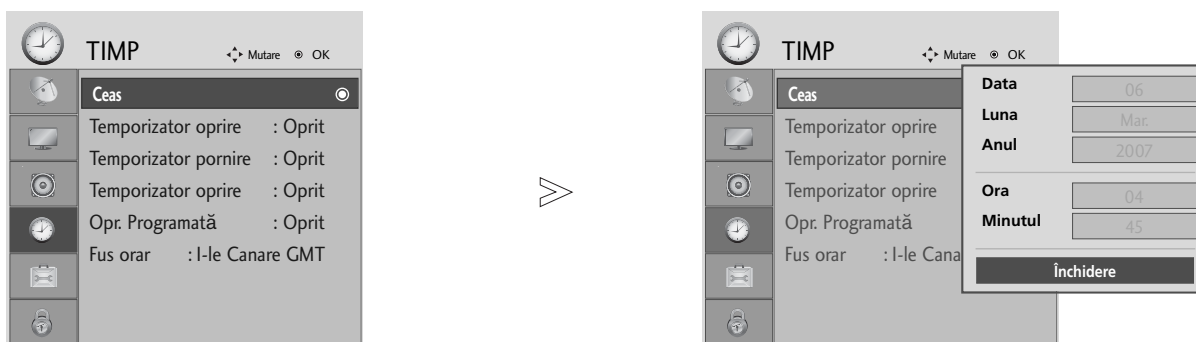 TIMP Mutare OK
Ceas
Temporizator oprire : Oprit
Temporizator pornire : Oprit
Temporizator oprire : Oprit
Opr. Programată : Oprit
Fus orar : I-le Canare GMT
TIMP Mutare OK
Ceas
Temporizator oprire
Temporizator pornire
Temporizator oprire
Opr. Programată
Fus orar : I-le Cana
Data 06
Luna Mar.
Anul 2007
Ora 04
Minutul 45
Închidere